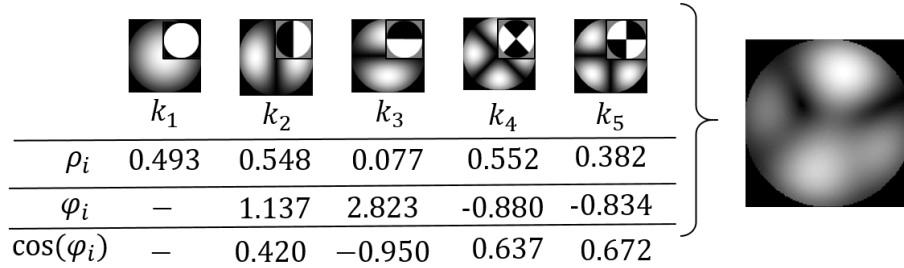 k₁ k₂ k₃ k₄ k₅
ρᵢ 0.493 0.548 0.077 0.552 0.382
φᵢ – 1.137 2.823 -0.880 -0.834
cos(φᵢ) – 0.420 −0.950 0.637 0.672